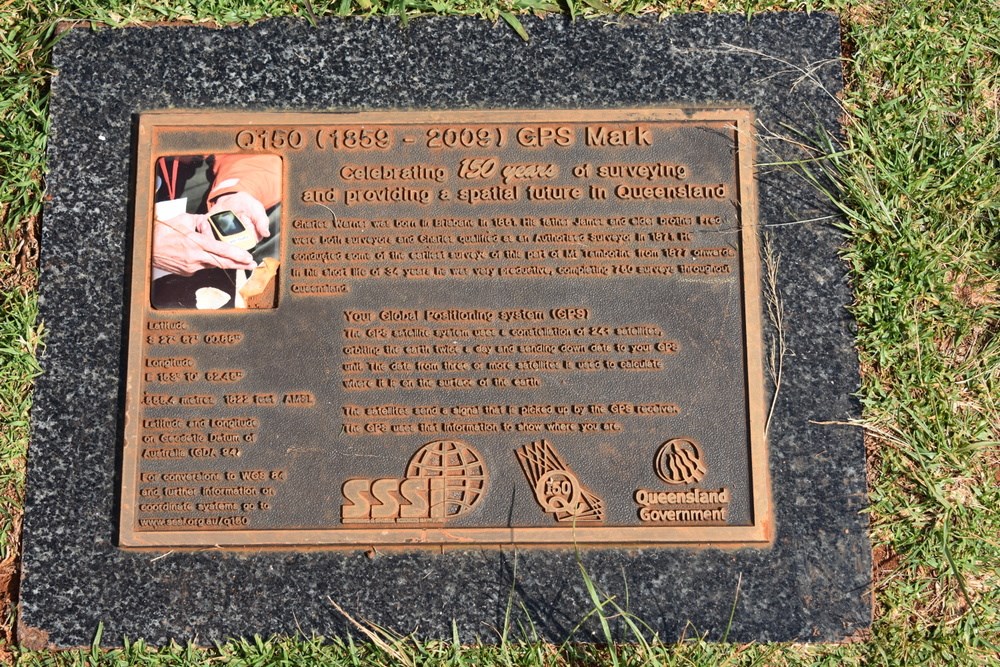 Q150 (1859 - 2009) GPS Mark
Celebrating 150 years of surveying
and providing a spatial future in Queensland
Charles Warner was born in Brisbane in His father James and elder brother Fred
were both surveyors and Charles qualified as an Authorised Surveyor in He
conducted some of the earliest surveys of this part of Mt Tamborine from 1877 onwards
In his short life of 34 years he was very productive, completing 760 surveys throughout
Queensland.
Latitude
S 27°
Longitude
E 153°
metres feet AMSL
Latitude and Longitude
on Geodetic Datum of
Australia (GDA 94)
For conversions to WGS 84
and further information on
coordinate systems go to
www.sssi.org.au/q150
Your Global Positioning system (GPS)
The GPS satellite system uses a constellation of 24+ satellites,
orbiting the earth twice a day and sending down data to your GPS
unit. The data from three or more satellites is used to calculate
where it is on the surface of the earth.
The satellites send a signal that is picked up by the GPS receiver.
The GPS uses that information to show where you are.
SSSI
Q150
Queensland
Government